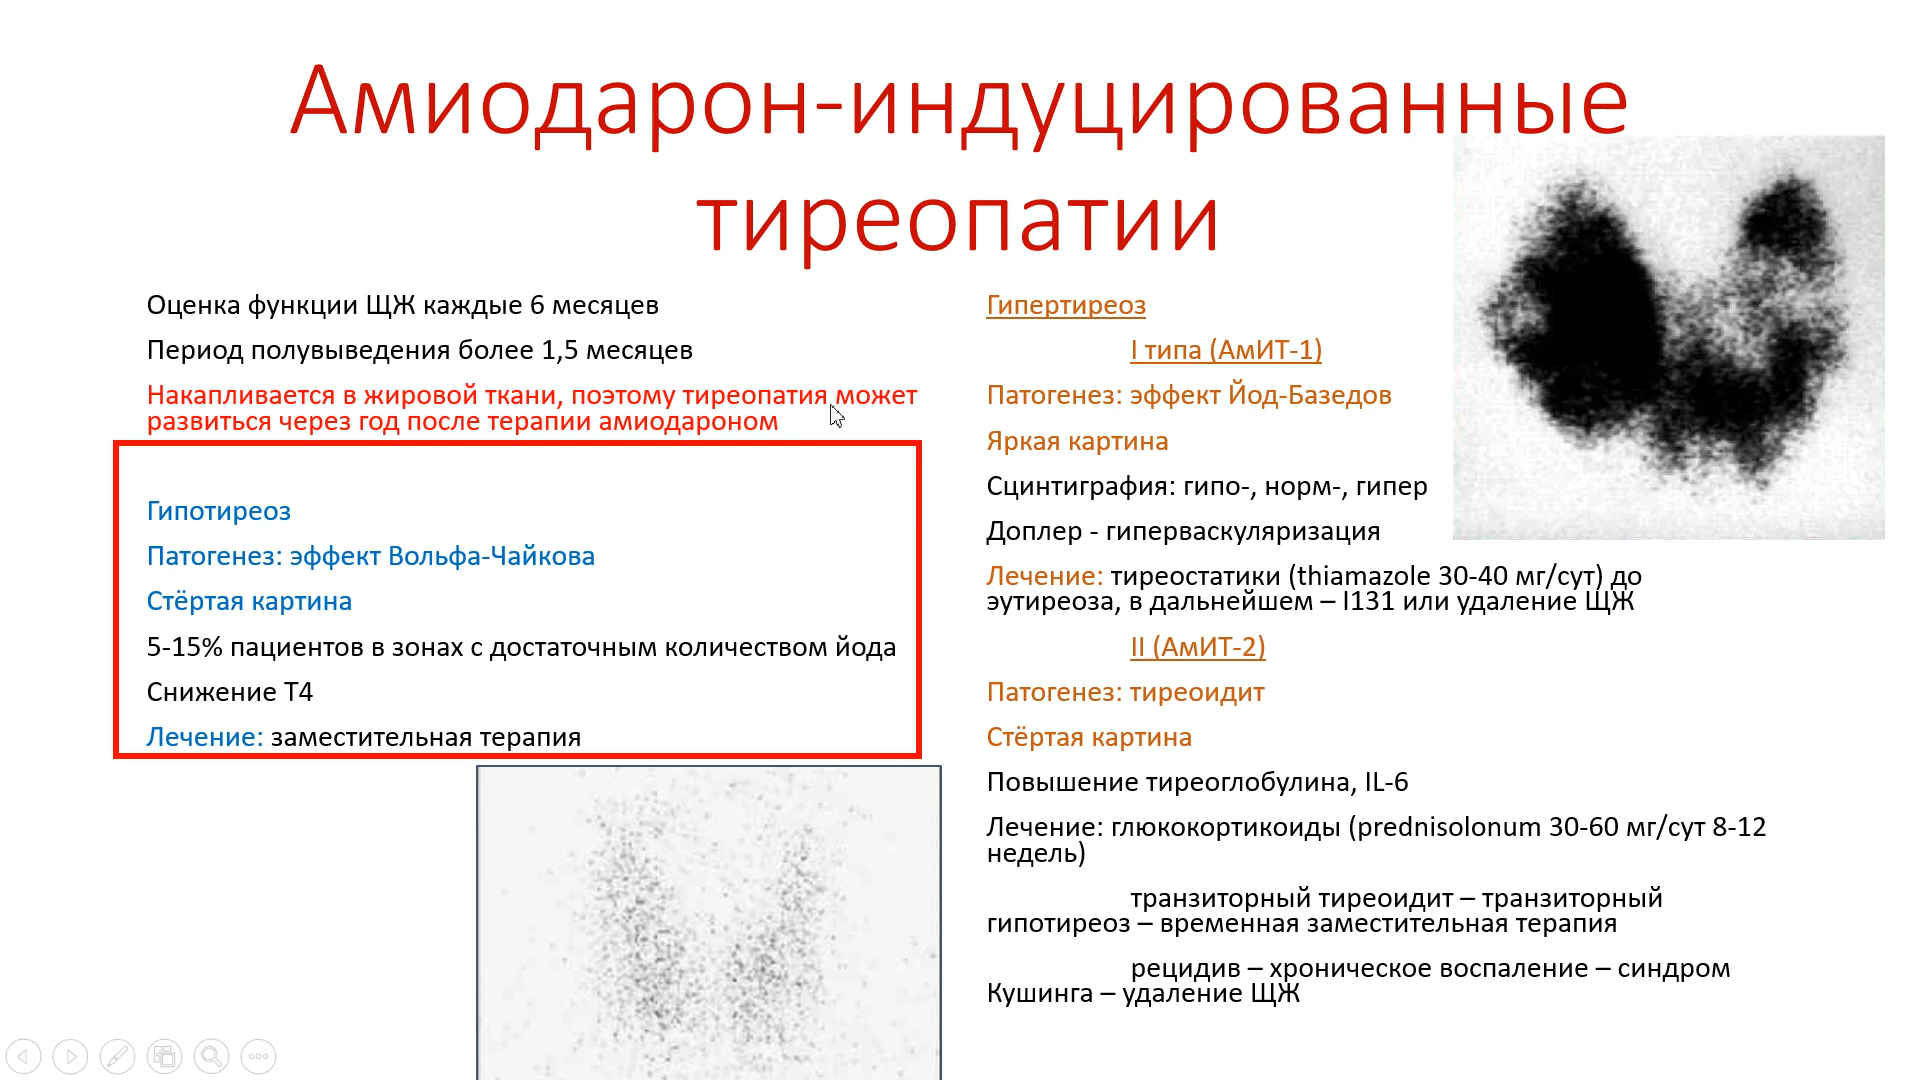 Амиодарон-индуцированные
тиреопатии
Оценка функции ЩЖ каждые 6 месяцев
Период полувыведения более 1,5 месяцев
Накапливается в жировой ткани, поэтому тиреопатия может
развиться через год после терапии амиодароном
Гипотиреоз
Патогенез: эффект Вольфа-Чайкова
Стёртая картина
5-15% пациентов в зонах с достаточным количеством йода
Снижение Т4
Лечение: заместительная терапия
Гипертиреоз
I типа (АмИТ-1)
Патогенез: эффект Йод-Базедов
Яркая картина
Сцинтиграфия: гипо-, норм-, гипер
Доплер - гиперваскуляризация
Лечение: тиреостатики (thiamazole 30-40 мг/сут) до
эутиреоза, в дальнейшем – I131 или удаление ЩЖ
II (АмИТ-2)
Патогенез: тиреоидит
Стёртая картина
Повышение тиреоглобулина, IL-6
Лечение: глюкокортикоиды (prednisolonum 30-60 мг/сут 8-12
недель)
транзиторный тиреоидит – транзиторный
гипотиреоз – временная заместительная терапия
рецидив – хроническое воспаление – синдром
Кушинга – удаление ЩЖ